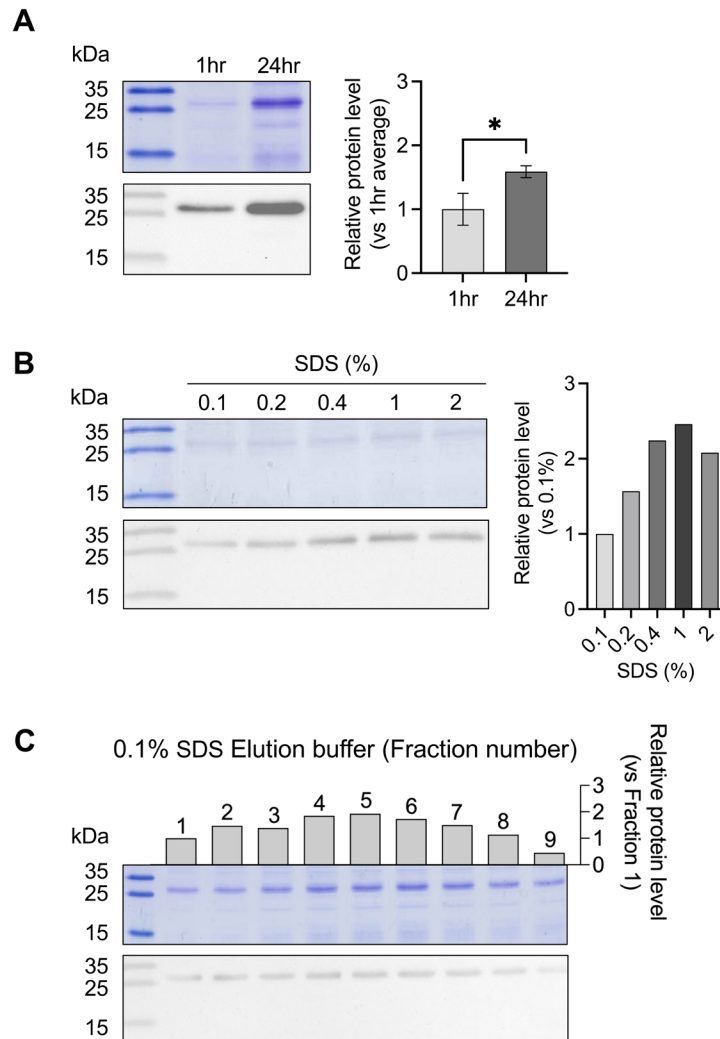 A
kDa
1hr 24hr
35
25
15
35
25
15
Relative protein level
(vs 1hr average)
3
2
1
0
*
1hr 24hr
B
SDS (%)
kDa
0.1 0.2 0.4 1 2
35
25
15
35
25
15
Relative protein level
(vs 0.1%)
3
2
1
0
0.1 0.2 0.4 1 2
SDS (%)
C
0.1% SDS Elution buffer (Fraction number)
kDa
1 2 3 4 5 6 7 8 9
3
2
1
0
Relative protein level
(vs Fraction 1)
35
25
15
35
25
15